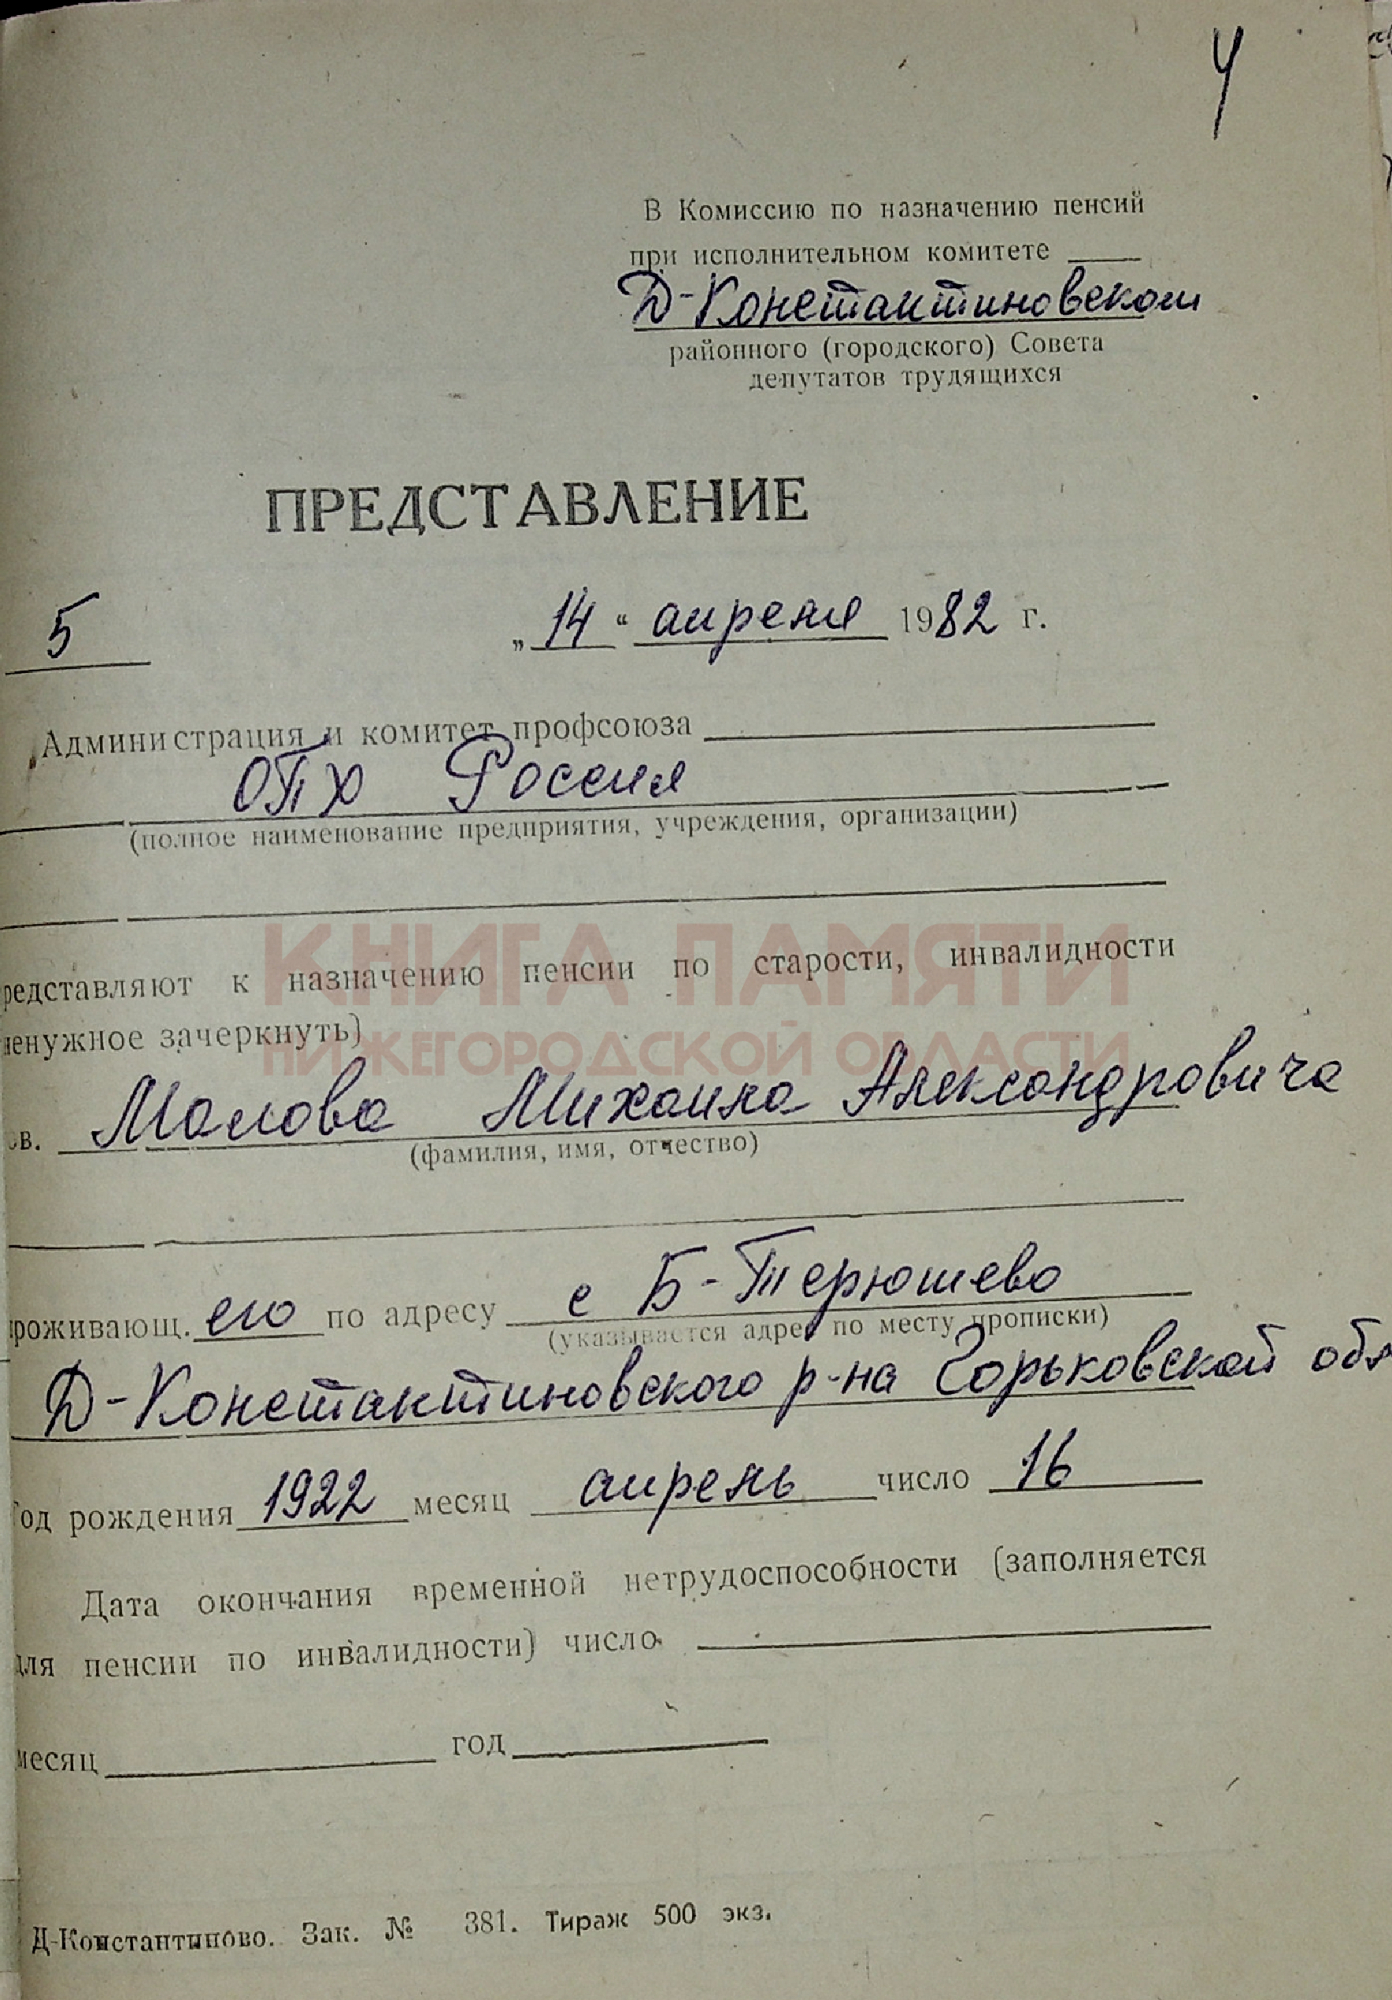 4
В Комиссию по назначению пенсий
при исполнительном комитете
Д-Константиновском
районного (городского) Совета
депутатов трудящихся
ПРЕДСТАВЛЕНИЕ
5 „14“ апреля 1982 г.
Администрация и комитет профсоюза
ОПХ Россия
(полное наименование предприятия, учреждения, организации)
КНИГА ПАМЯТИ
редставляют к назначению пенсии по старости, инвалидности
ненужное зачеркнуть)
НИЖЕГОРОДСКОЙ ОБЛАСТИ
ов. Малова Михаила Александровича
(фамилия, имя, отчество)
роживающ. его по адресу с Б-Терюшево
(указывается адрес по месту прописки)
Д-Константиновского р-на Горьковской обл
Год рождения 1922 месяц апрель число 16
Дата окончания временной нетрудоспособности (заполняется
для пенсии по инвалидности) число
месяц год
Д-Константиново. Зак. № 381. Тираж 500 экз.